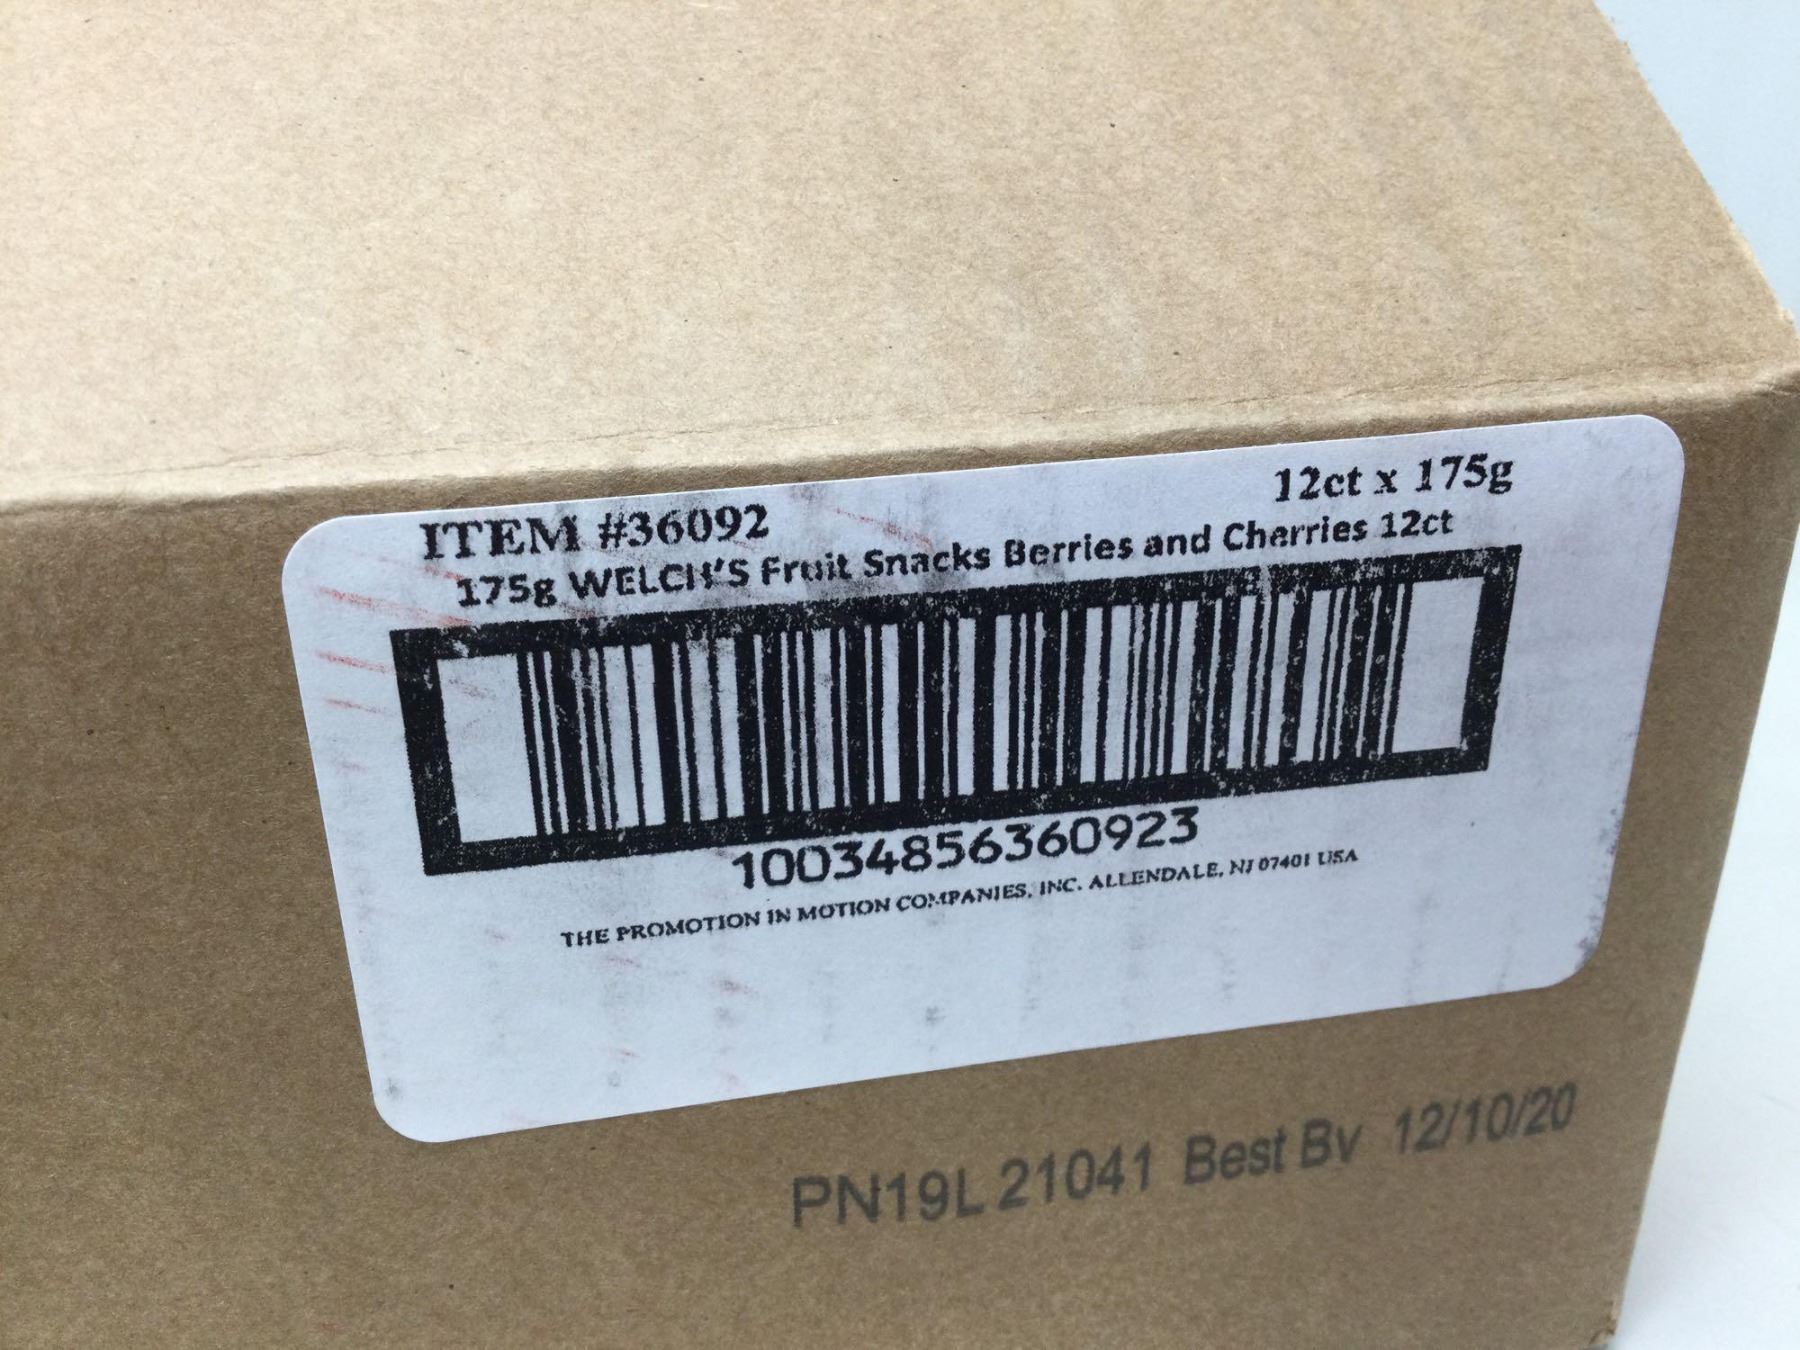 ITEM #36092 12ct x 175g
175g WELCH'S Fruit Snacks Berries and Cherries 12ct
10034856360923
THE PROMOTION IN MOTION COMPANIES, INC. ALLENDALE, NJ 07401 USA
PN19L 21041 Best By 12/10/20